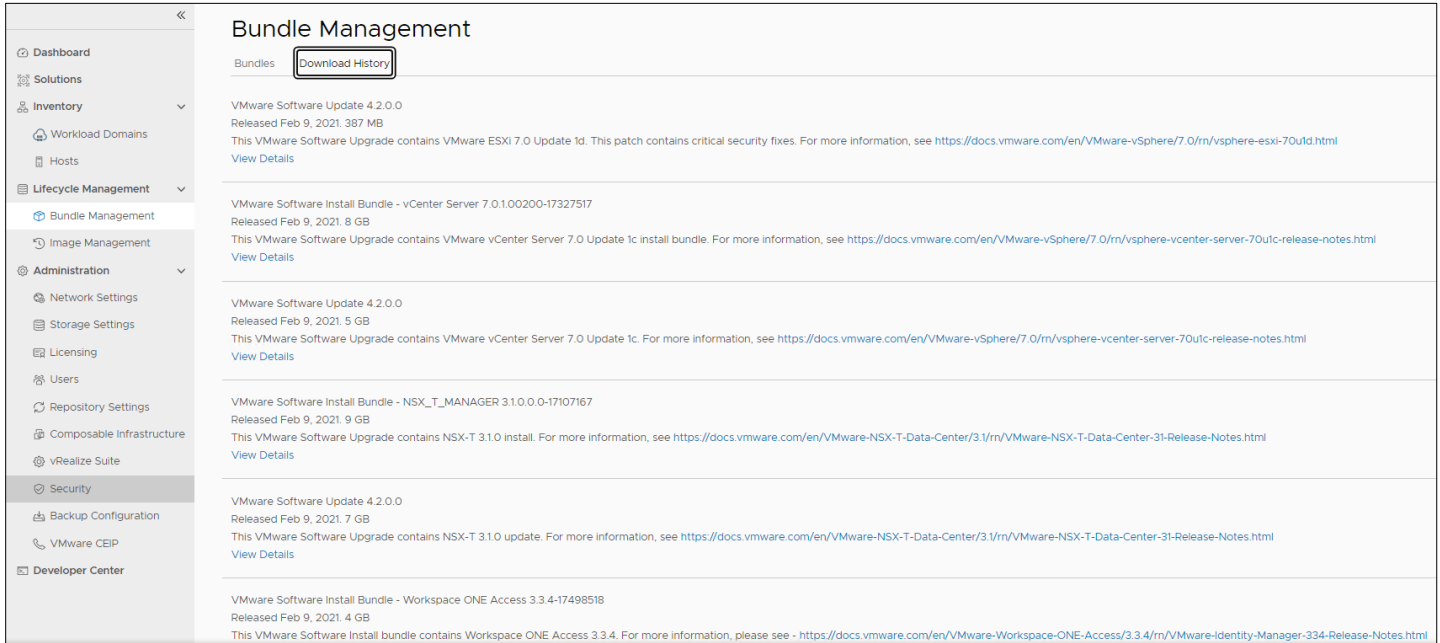 «
Dashboard
Solutions
Inventory
Workload Domains
Hosts
Lifecycle Management
Bundle Management
Image Management
Administration
Network Settings
Storage Settings
Licensing
Users
Repository Settings
Composable Infrastructure
vRealize Suite
Security
Backup Configuration
VMware CEIP
Developer Center
Bundle Management
Bundles Download History
VMware Software Update 4.2.0.0
Released Feb 9, 2021. 387 MB
This VMware Software Upgrade contains VMware ESXi 7.0 Update 1d. This patch contains critical security fixes. For more information, see https://docs.vmware.com/en/VMware-vSphere/7.0/rn/vsphere-esxi-70u1d.html
View Details
VMware Software Install Bundle - vCenter Server 7.0.1.00200-17327517
Released Feb 9, 2021. 8 GB
This VMware Software Upgrade contains VMware vCenter Server 7.0 Update 1c install bundle. For more information, see https://docs.vmware.com/en/VMware-vSphere/7.0/rn/vsphere-vcenter-server-70u1c-release-notes.html
View Details
VMware Software Update 4.2.0.0
Released Feb 9, 2021. 5 GB
This VMware Software Upgrade contains VMware vCenter Server 7.0 Update 1c. For more information, see https://docs.vmware.com/en/VMware-vSphere/7.0/rn/vsphere-vcenter-server-70u1c-release-notes.html
View Details
VMware Software Install Bundle - NSX_T_MANAGER 3.1.0.0.0-17107167
Released Feb 9, 2021. 9 GB
This VMware Software Upgrade contains NSX-T 3.1.0 install. For more information, see https://docs.vmware.com/en/VMware-NSX-T-Data-Center/3.1/rn/VMware-NSX-T-Data-Center-31-Release-Notes.html
View Details
VMware Software Update 4.2.0.0
Released Feb 9, 2021. 7 GB
This VMware Software Upgrade contains NSX-T 3.1.0 update. For more information, see https://docs.vmware.com/en/VMware-NSX-T-Data-Center/3.1/rn/VMware-NSX-T-Data-Center-31-Release-Notes.html
View Details
VMware Software Install Bundle - Workspace ONE Access 3.3.4-17498518
Released Feb 9, 2021. 4 GB
This VMware Software Install bundle contains Workspace ONE Access 3.3.4. For more information, please see - https://docs.vmware.com/en/VMware-Workspace-ONE-Access/3.3.4/rn/VMware-Identity-Manager-334-Release-Notes.html